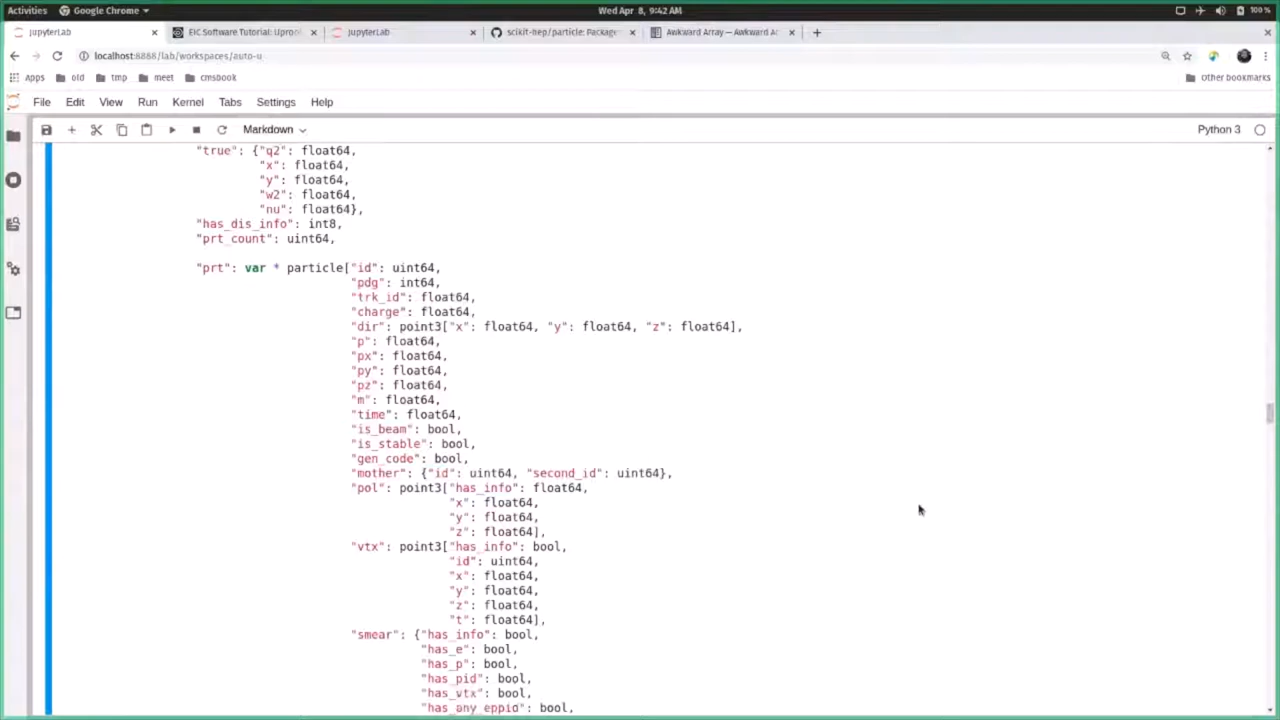 Activities Google Chrome Wed Apr 8, 9:42 AM 100 %
JupyterLab EIC Software Tutorial: Uproo JupyterLab scikit-hep/particle: Package Awkward Array — Awkward Ar
localhost:8888/lab/workspaces/auto-u
Apps old tmp meet cmsbook Other bookmarks
File Edit View Run Kernel Tabs Settings Help
Markdown Python 3
"true": {"q2": float64,
"x": float64,
"y": float64,
"w2": float64,
"nu": float64},
"has_dis_info": int8,
"prt_count": uint64,
"prt": var * particle["id": uint64,
"pdg": int64,
"trk_id": float64,
"charge": float64,
"dir": point3["x": float64, "y": float64, "z": float64],
"p": float64,
"px": float64,
"py": float64,
"pz": float64,
"m": float64,
"time": float64,
"is_beam": bool,
"is_stable": bool,
"gen_code": bool,
"mother": {"id": uint64, "second_id": uint64},
"pol": point3["has_info": float64,
"x": float64,
"y": float64,
"z": float64],
"vtx": point3["has_info": bool,
"id": uint64,
"x": float64,
"y": float64,
"z": float64,
"t": float64],
"smear": {"has_info": bool,
"has_e": bool,
"has_p": bool,
"has_pid": bool,
"has_vtx": bool,
"has_any_eppid": bool,